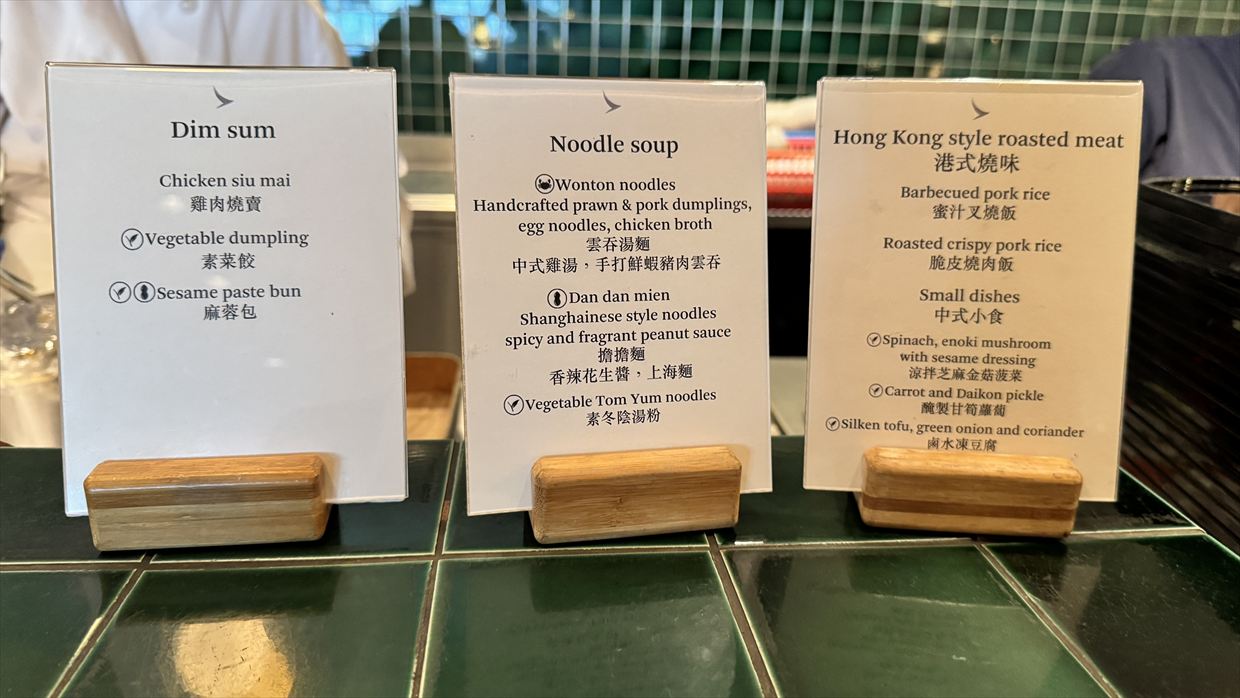 Dim sum
Chicken siu mai
雞肉燒賣
Vegetable dumpling
素菜餃
Sesame paste bun
麻蓉包
Noodle soup
Wonton noodles
Handcrafted prawn & pork dumplings,
egg noodles, chicken broth
雲吞湯麵
中式雞湯，手打鮮蝦豬肉雲吞
Dan dan mien
Shanghainese style noodles
spicy and fragrant peanut sauce
擔擔麵
香辣花生醬，上海麵
Vegetable Tom Yum noodles
素冬陰湯粉
Hong Kong style roasted meat
港式燒味
Barbecued pork rice
蜜汁叉燒飯
Roasted crispy pork rice
脆皮燒肉飯
Small dishes
中式小食
Spinach, enoki mushroom
with sesame dressing
涼拌芝麻金菇菠菜
Carrot and Daikon pickle
醃製甘筍蘿蔔
Silken tofu, green onion and coriander
鹵水凍豆腐